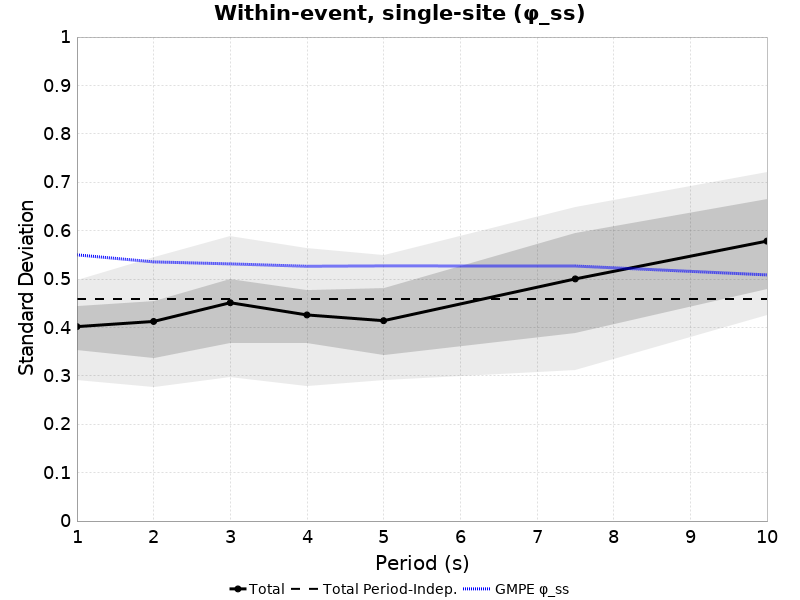 Within-event, single-site (φ_ss)
Standard Deviation
1
0.9
0.8
0.7
0.6
0.5
0.4
0.3
0.2
0.1
0
1 2 3 4 5 6 7 8 9 10
Period (s)
Total Total Period-Indep. GMPE φ_ss